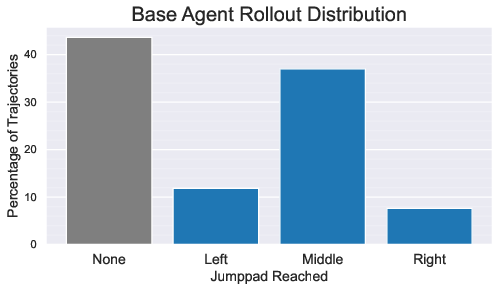 Base Agent Rollout Distribution
Percentage of Trajectories
40
30
20
10
0
None Left Middle Right
Jumppad Reached